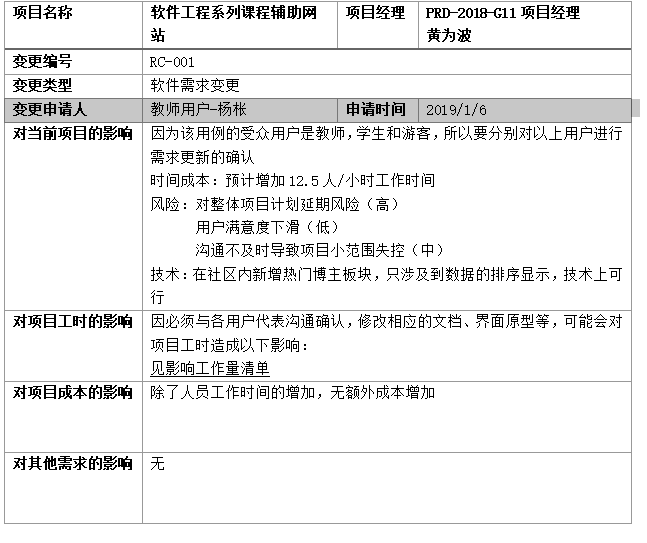 项目名称 软件工程系列课程辅助网站 项目经理 PRD-2018-G11 项目经理 黄为波
变更编号 RC-001
变更类型 软件需求变更
变更申请人 教师用户-杨枨 申请时间 2019/1/6
对当前项目的影响 因为该用例的受众用户是教师，学生和游客，所以要分别对以上用户进行
需求更新的确认
时间成本：预计增加 12.5 人/小时工作时间
风险：对整体项目计划延期风险（高）
用户满意度下滑（低）
沟通不及时导致项目小范围失控（中）
技术：在社区内新增热门博主板块，只涉及到数据的排序显示，技术上可
行
对项目工时的影响 因必须与各用户代表沟通确认，修改相应的文档、界面原型等，可能会对
项目工时造成以下影响：
见影响工作量清单
对项目成本的影响 除了人员工作时间的增加，无额外成本增加
对其他需求的影响 无